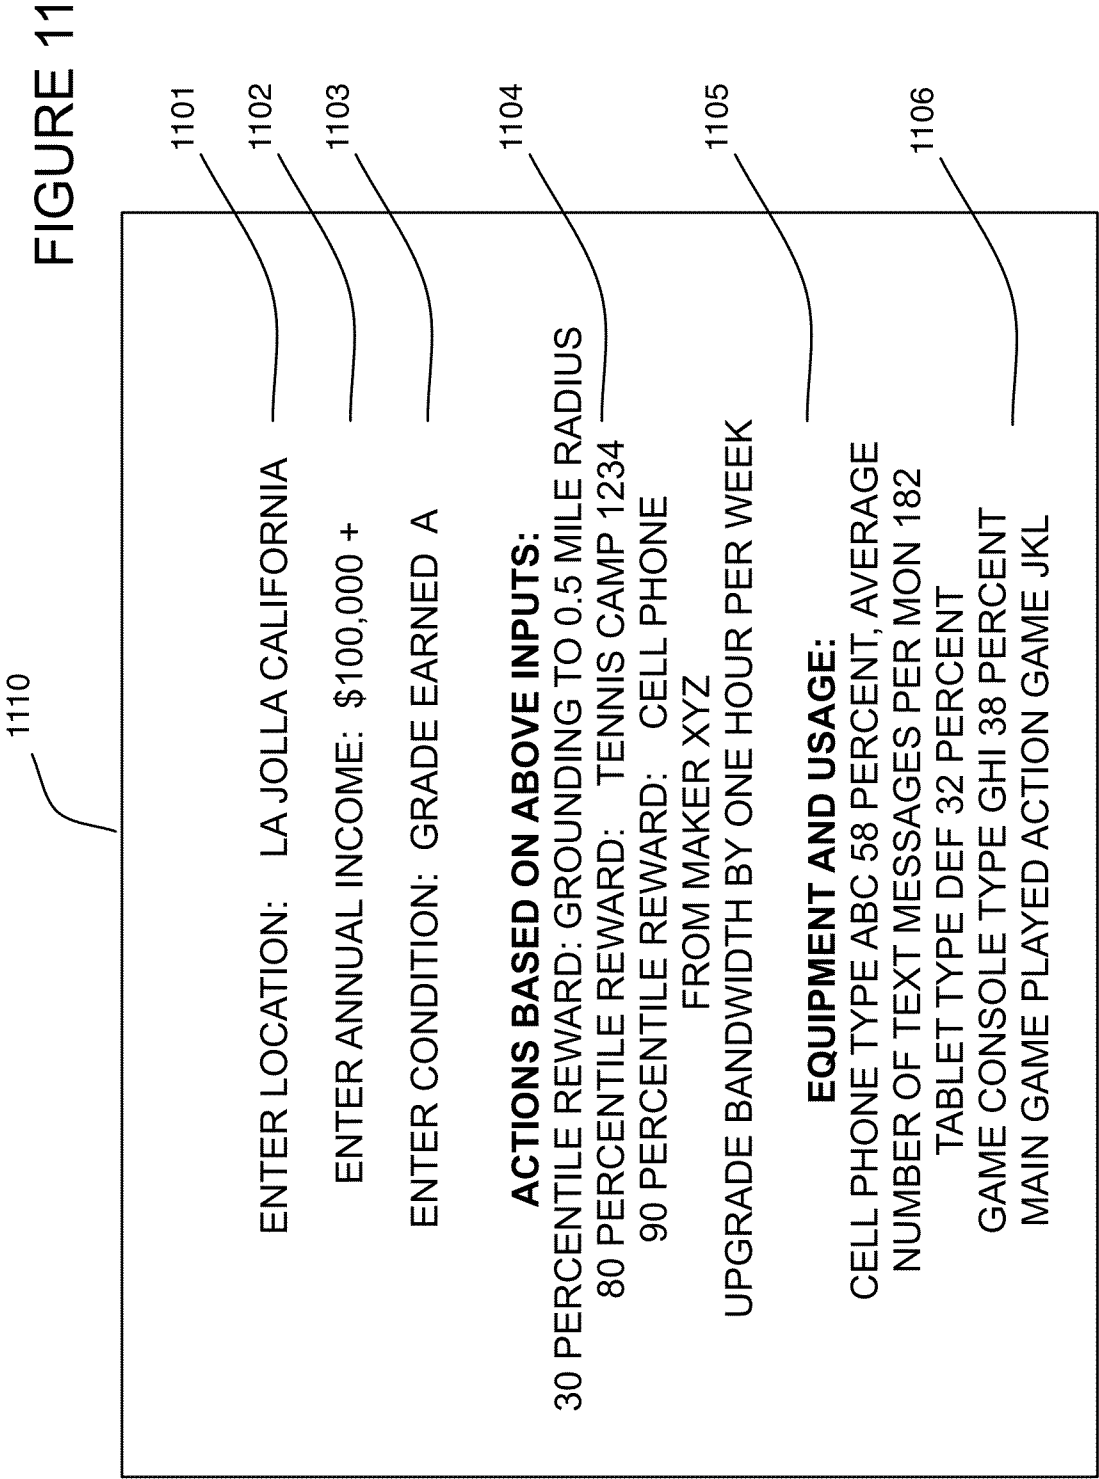 FIGURE 11
1110
ENTER LOCATION: LA JOLLA CALIFORNIA
1101
ENTER ANNUAL INCOME: $100,000 +
1102
ENTER CONDITION: GRADE EARNED A
1103
ACTIONS BASED ON ABOVE INPUTS:
30 PERCENTILE REWARD: GROUNDING TO 0.5 MILE RADIUS
80 PERCENTILE REWARD: TENNIS CAMP 1234
1104
90 PERCENTILE REWARD: CELL PHONE
FROM MAKER XYZ
UPGRADE BANDWIDTH BY ONE HOUR PER WEEK
1105
EQUIPMENT AND USAGE:
CELL PHONE TYPE ABC 58 PERCENT, AVERAGE
NUMBER OF TEXT MESSAGES PER MON 182
TABLET TYPE DEF 32 PERCENT
GAME CONSOLE TYPE GHI 38 PERCENT
1106
MAIN GAME PLAYED ACTION GAME JKL